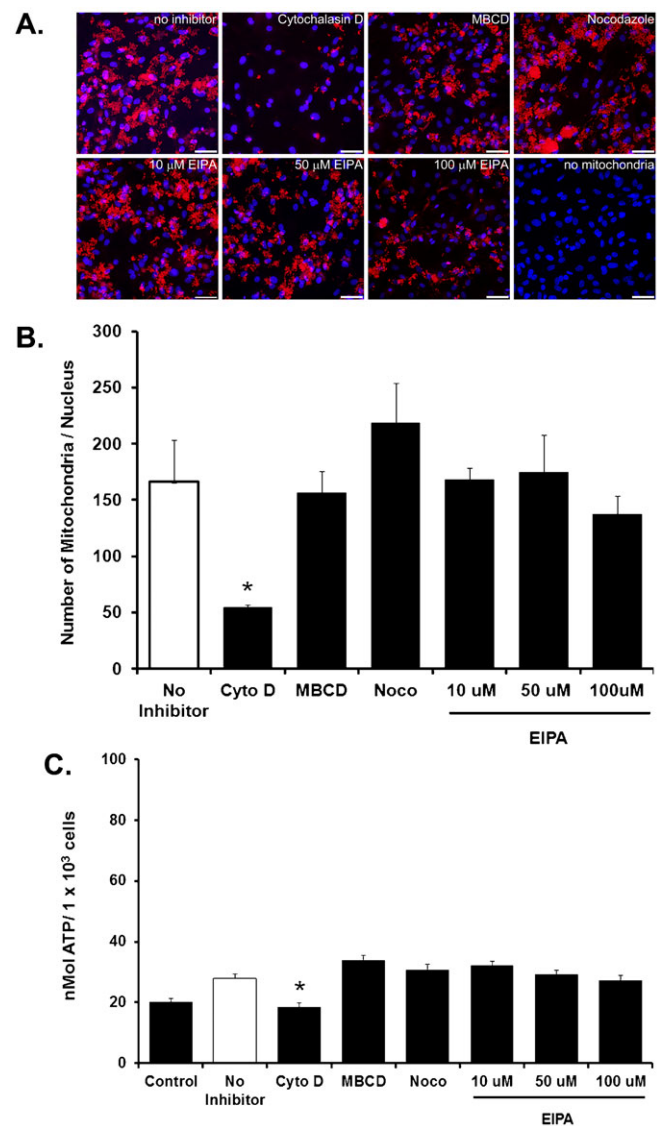 A.
no inhibitor
Cytochalasin D
MBCD
Nocodazole
10 µM EIPA
50 µM EIPA
100 µM EIPA
no mitochondria
B.
Number of Mitochondria / Nucleus
300
250
200
150
100
50
0
*
No Inhibitor
Cyto D
MBCD
Noco
10 uM
50 uM
100uM
EIPA
C.
nMol ATP/ 1 x 10³ cells
100
80
60
40
20
0
*
Control
No Inhibitor
Cyto D
MBCD
Noco
10 uM
50 uM
100 uM
EIPA